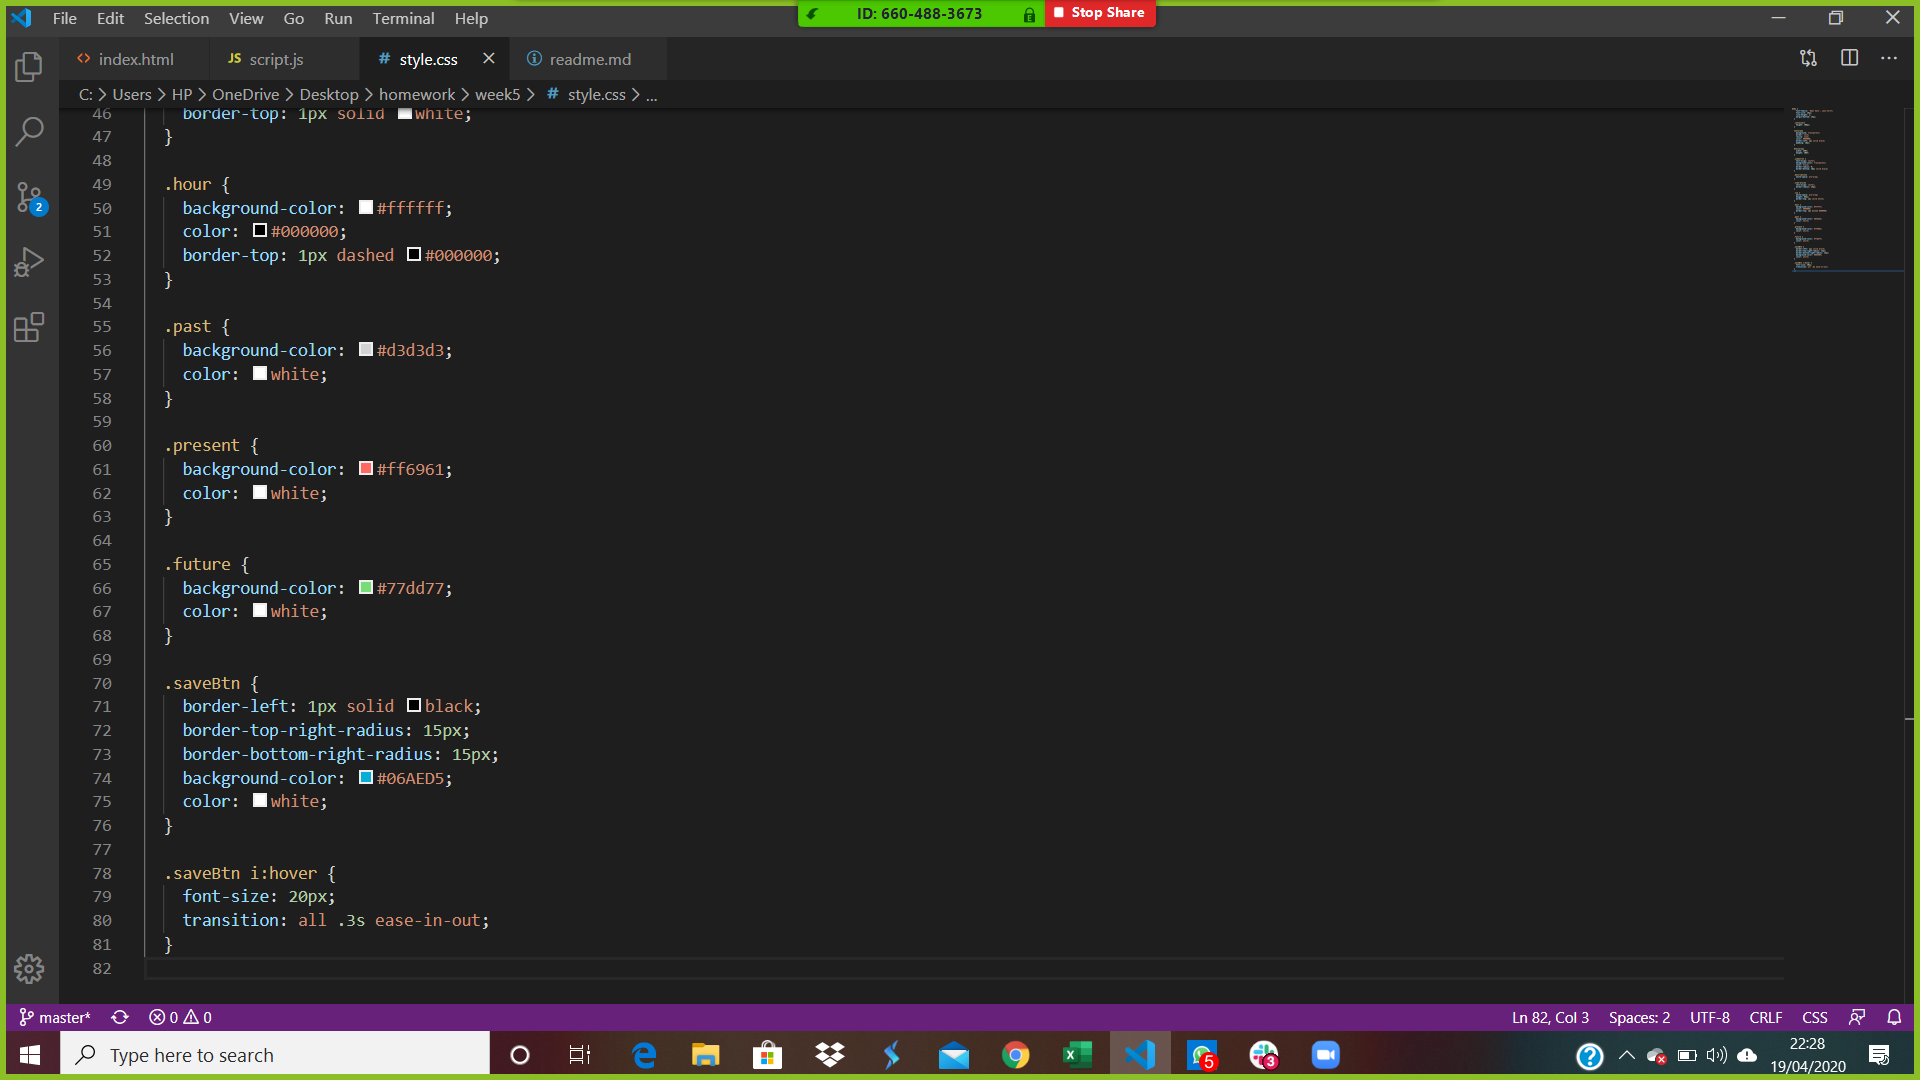 File Edit Selection View Go Run Terminal Help
ID: 660-488-3673
Stop Share
index.html
JS script.js
# style.css
readme.md
C: > Users > HP > OneDrive > Desktop > homework > week5 > # style.css > ...
46 border-top: 1px solid white;
47 }
48
49 .hour {
50 background-color: #ffffff;
51 color: #000000;
52 border-top: 1px dashed #000000;
53 }
54
55 .past {
56 background-color: #d3d3d3;
57 color: white;
58 }
59
60 .present {
61 background-color: #ff6961;
62 color: white;
63 }
64
65 .future {
66 background-color: #77dd77;
67 color: white;
68 }
69
70 .saveBtn {
71 border-left: 1px solid black;
72 border-top-right-radius: 15px;
73 border-bottom-right-radius: 15px;
74 background-color: #06AED5;
75 color: white;
76 }
77
78 .saveBtn i:hover {
79 font-size: 20px;
80 transition: all .3s ease-in-out;
81 }
82
2
master* 0 0
Ln 82, Col 3 Spaces: 2 UTF-8 CRLF CSS
Type here to search
5
3
22:28
19/04/2020